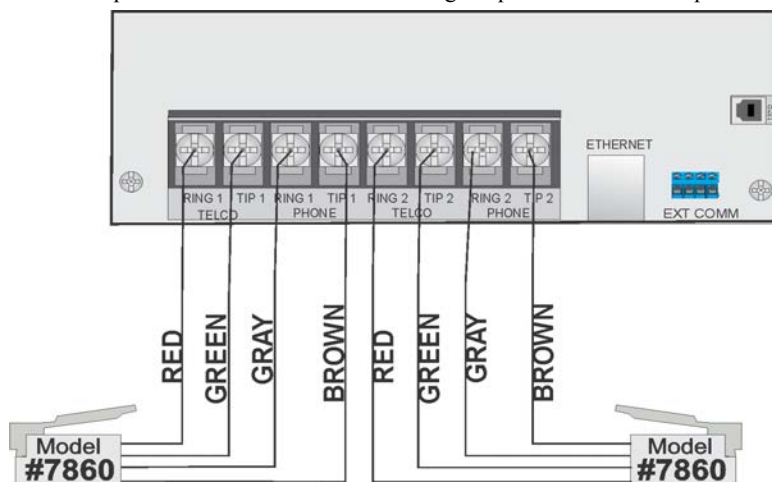 ETHERNET
RING 1 TIP 1 RING 1 TIP 1 RING 2 TIP 2 RING 2 TIP 2
TELCO PHONE TELCO PHONE
EXT COMM
RED
GREEN
GRAY
BROWN
RED
GREEN
GRAY
BROWN
Model
#7860
Model
#7860